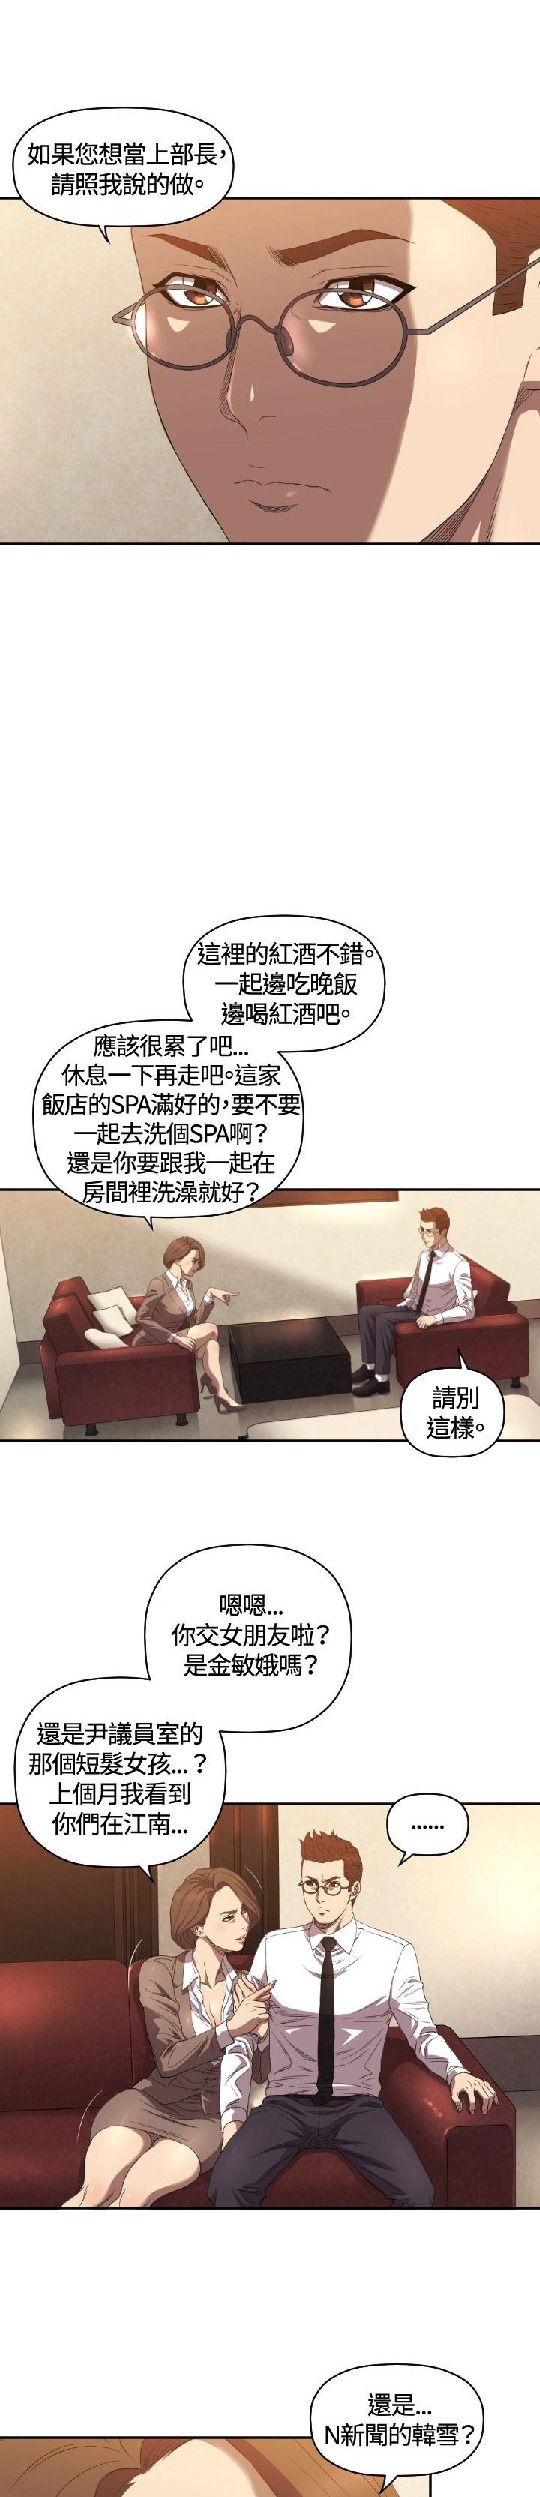 如果您想當上部長，
請照我說的做。
這裡的紅酒不錯。
一起邊吃晚飯
邊喝紅酒吧。
應該很累了吧...
休息一下再走吧。這家
飯店的SPA滿好的，要不要
一起去洗個SPA啊？
還是你要跟我一起在
房間裡洗澡就好？
請別
這樣。
嗯嗯...
你交女朋友啦？
是金敏娥嗎？
還是尹議員室的
那個短髮女孩...？
上個月我看到
你們在江南...
......
還是...
N新聞的韓雪？